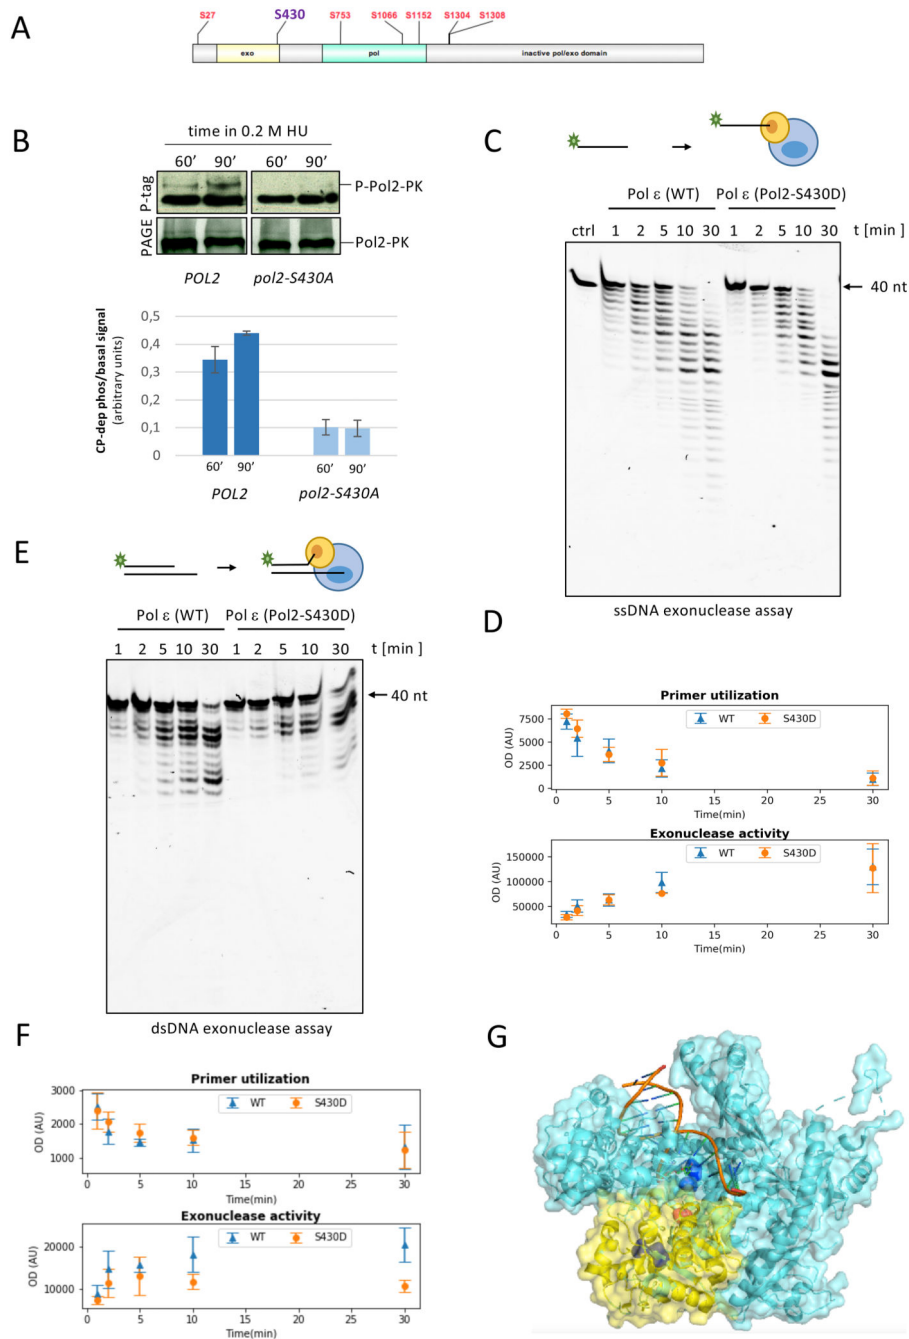 A
S27
S430
S753
S1066
S1152
S1304
S1308
exo
pol
inactive pol/exo domain
B
time in 0.2 M HU
60’ 90’ 60’ 90’
P-tag
P-Pol2-PK
PAGE
Pol2-PK
POL2 pol2-S430A
CP-dep phos/basal signal
(arbitrary units)
0,5
0,4
0,3
0,2
0,1
0
60’ 90’ 60’ 90’
POL2 pol2-S430A
C
Pol ε (WT) Pol ε (Pol2-S430D)
ctrl 1 2 5 10 30 1 2 5 10 30 t [min ]
40 nt
ssDNA exonuclease assay
D
Primer utilization
OD (AU)
7500
5000
2500
0
WT S430D
0 5 10 15 20 25 30
Time(min)
Exonuclease activity
OD (AU)
150000
100000
50000
WT S430D
0 5 10 15 20 25 30
Time(min)
E
Pol ε (WT) Pol ε (Pol2-S430D)
1 2 5 10 30 1 2 5 10 30 t [min ]
40 nt
dsDNA exonuclease assay
F
Primer utilization
OD (AU)
3000
2000
1000
WT S430D
0 5 10 15 20 25 30
Time(min)
Exonuclease activity
OD (AU)
20000
10000
WT S430D
0 5 10 15 20 25 30
Time(min)
G